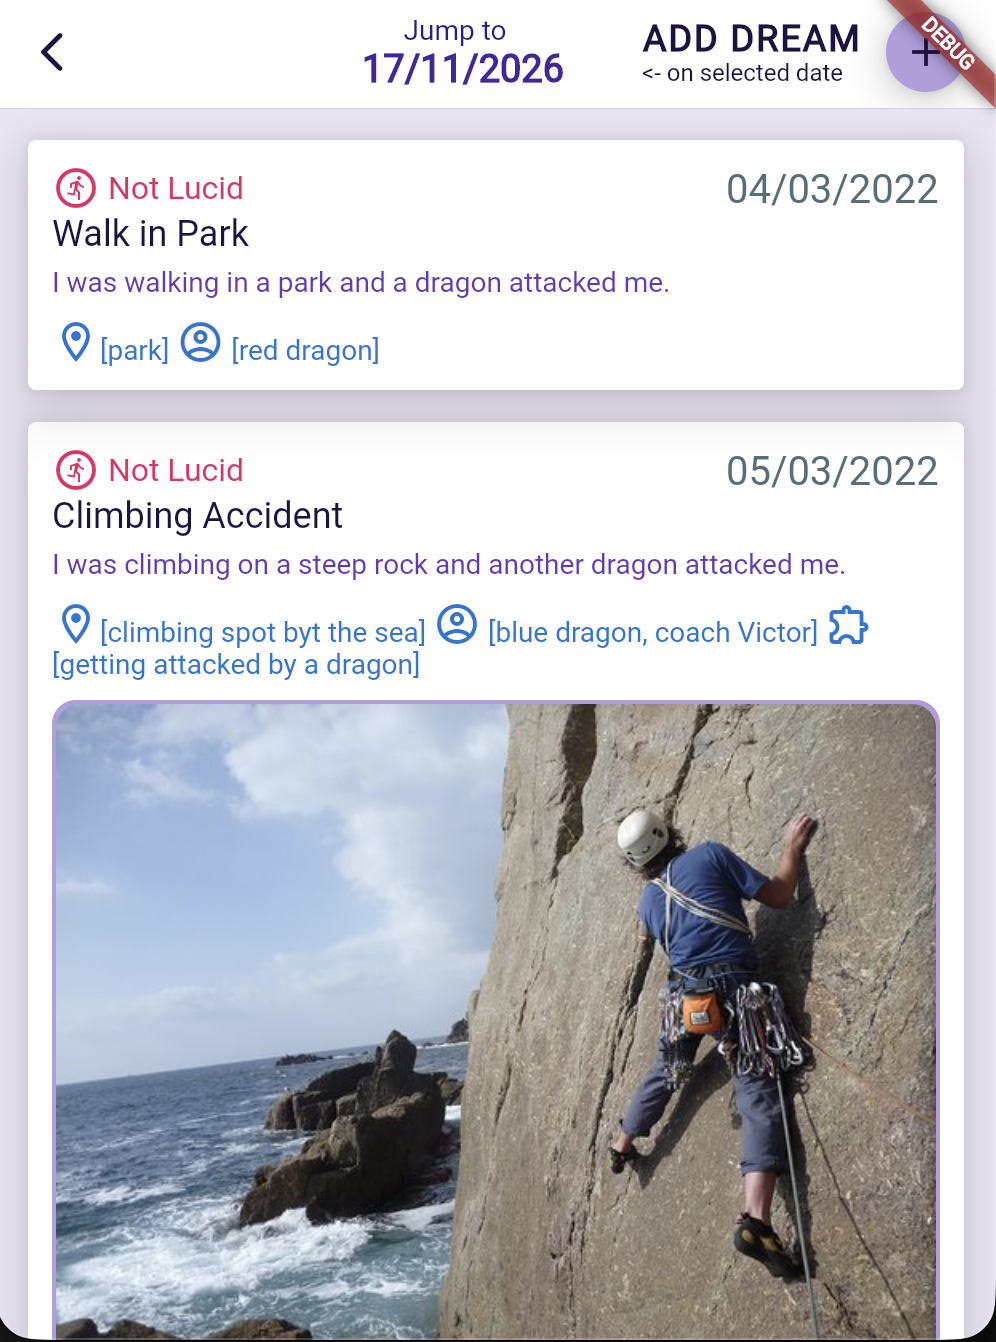 Jump to
17/11/2026
ADD DREAM
<- on selected date
DEBUG
Not Lucid
04/03/2022
Walk in Park
I was walking in a park and a dragon attacked me.
[park] [red dragon]
Not Lucid
05/03/2022
Climbing Accident
I was climbing on a steep rock and another dragon attacked me.
[climbing spot byt the sea] [blue dragon, coach Victor]
[getting attacked by a dragon]